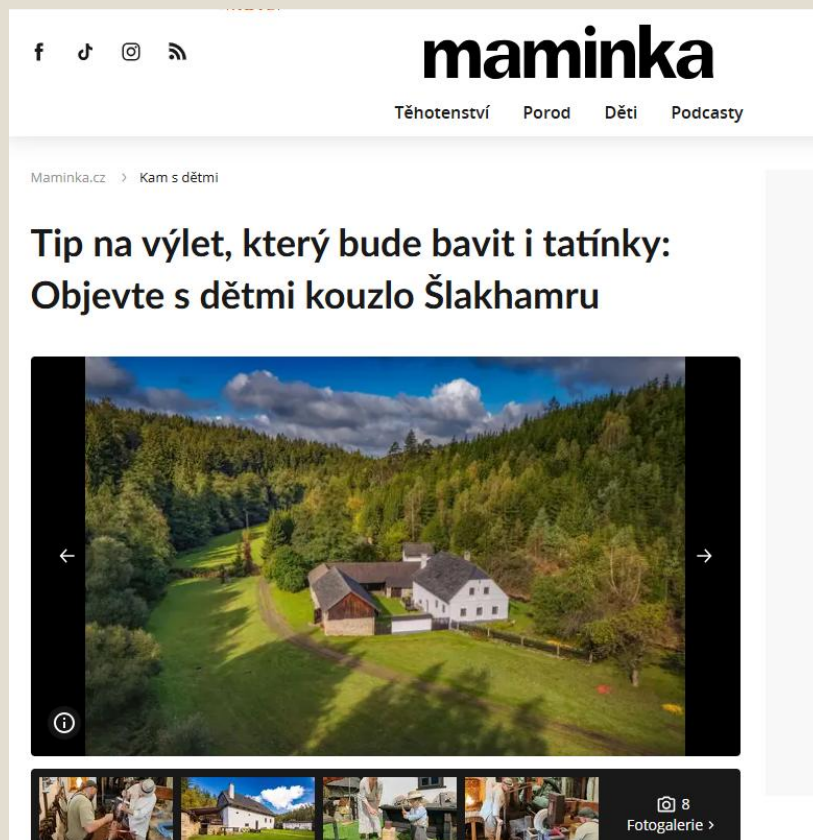 maminka
Těhotenství Porod Děti Podcasty
Maminka.cz > Kam s dětmi
Tip na výlet, který bude bavit i tatínky:
Objevte s dětmi kouzlo Šlakhamru
8
Fotogalerie >